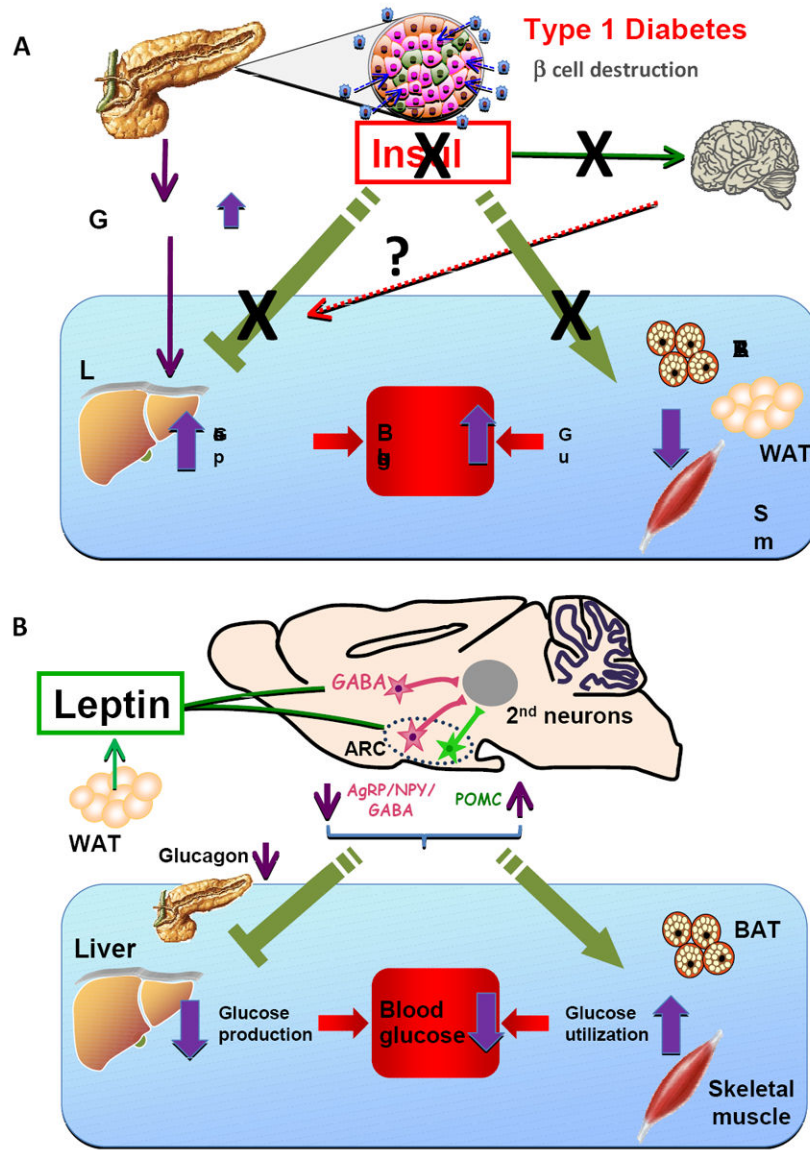 A
Type 1 Diabetes
β cell destruction
Insul
X
X
G
?
X
X
L
p
B
G
u
WAT
S
m
B
Leptin
GABA
2nd neurons
ARC
AgRP/NPY/
GABA
POMC
WAT
Glucagon
Liver
BAT
Glucose
production
Blood
glucose
Glucose
utilization
Skeletal
muscle